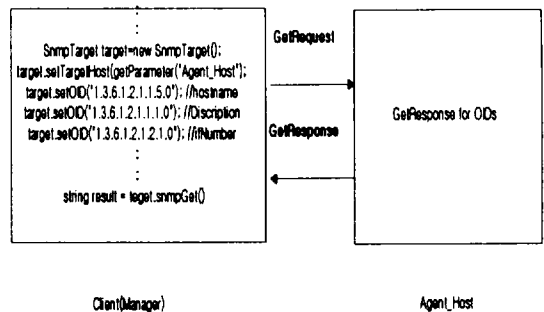 SnmpTarget target=new SnmpTarget();
target.setTargetHost(getParameter("Agent_Host");
target.setOID("1.3.6.1.2.1.1.5.0"); //hostname
target.setOID("1.3.6.1.2.1.1.1.0"); //Discription
target.setOID("1.3.6.1.2.1.2.1.0"; //ifNumber
string result = teget.snmpGet()
GetRequest
GetResponse
GetResponse for OIDs
Client(Manager)
Agent_Host